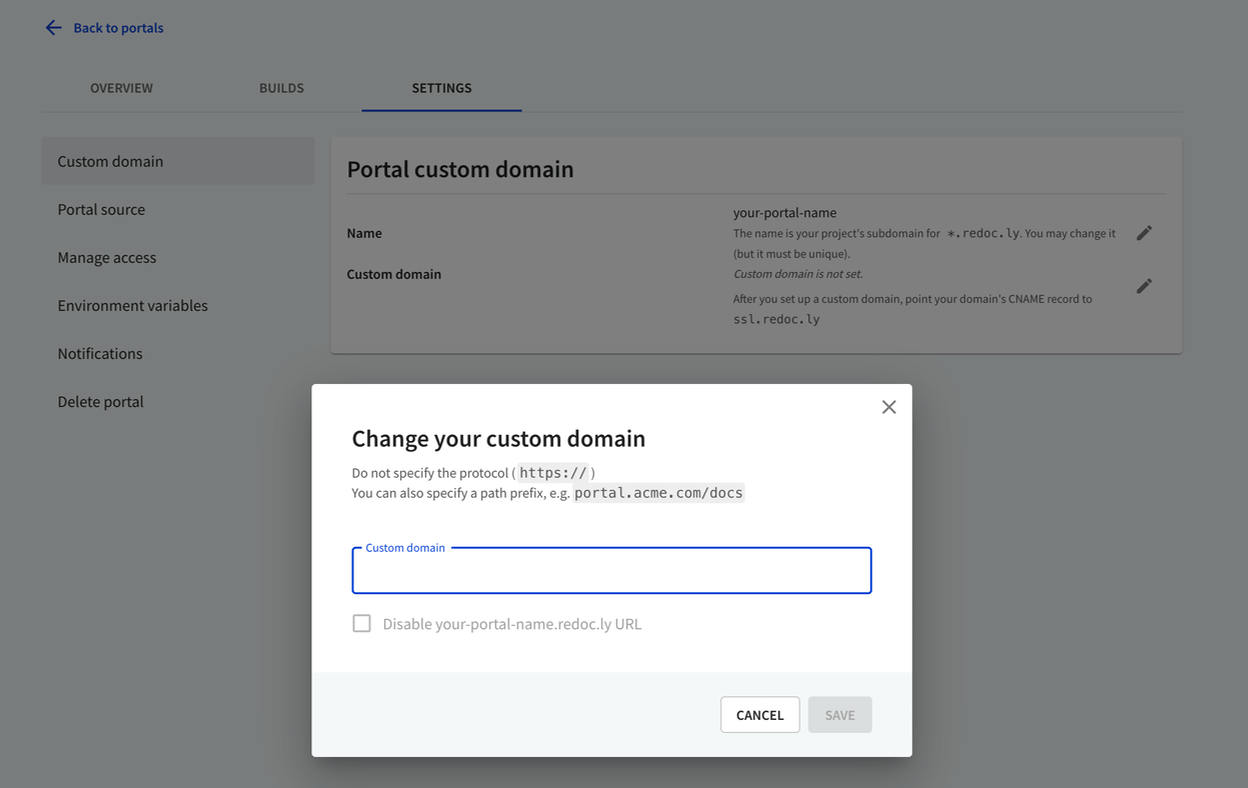 Back to portals
OVERVIEW
BUILDS
SETTINGS
Custom domain
Portal source
Manage access
Environment variables
Notifications
Delete portal
Portal custom domain
Name
your-portal-name
The name is your project's subdomain for *.redoc.ly. You may change it
(but it must be unique).
Custom domain
Custom domain is not set.
After you set up a custom domain, point your domain's CNAME record to
ssl.redoc.ly
Change your custom domain
Do not specify the protocol ( https:// )
You can also specify a path prefix, e.g. portal.acme.com/docs
Custom domain
Disable your-portal-name.redoc.ly URL
CANCEL
SAVE